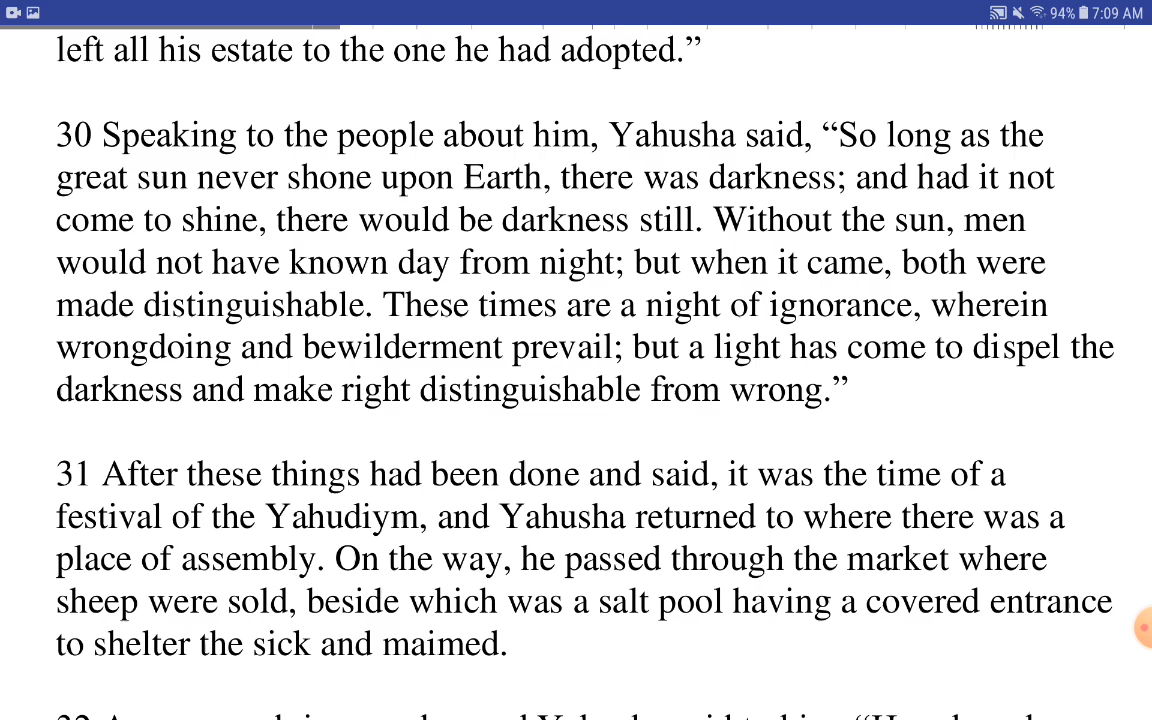 94% 7:09 AM
left all his estate to the one he had adopted.”
30 Speaking to the people about him, Yahusha said, “So long as the
great sun never shone upon Earth, there was darkness; and had it not
come to shine, there would be darkness still. Without the sun, men
would not have known day from night; but when it came, both were
made distinguishable. These times are a night of ignorance, wherein
wrongdoing and bewilderment prevail; but a light has come to dispel the
darkness and make right distinguishable from wrong.”
31 After these things had been done and said, it was the time of a
festival of the Yahudiym, and Yahusha returned to where there was a
place of assembly. On the way, he passed through the market where
sheep were sold, beside which was a salt pool having a covered entrance
to shelter the sick and maimed.